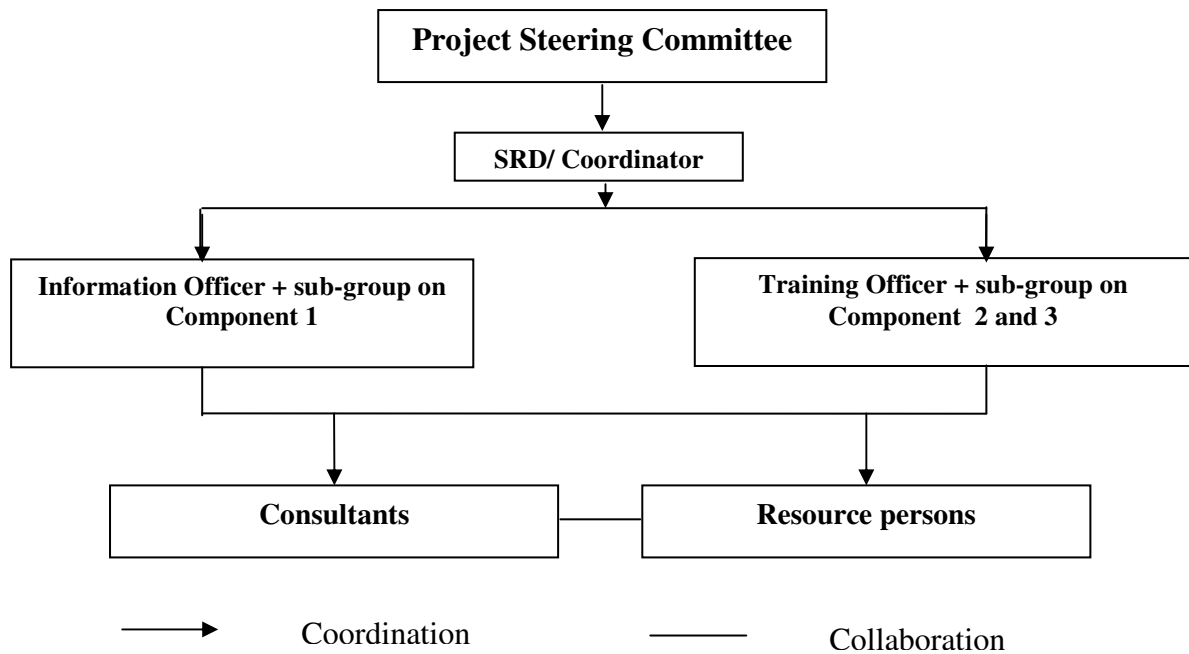 Project Steering Committee
SRD/ Coordinator
Information Officer + sub-group on
Component 1
Training Officer + sub-group on
Component 2 and 3
Consultants
Resource persons
Coordination
Collaboration